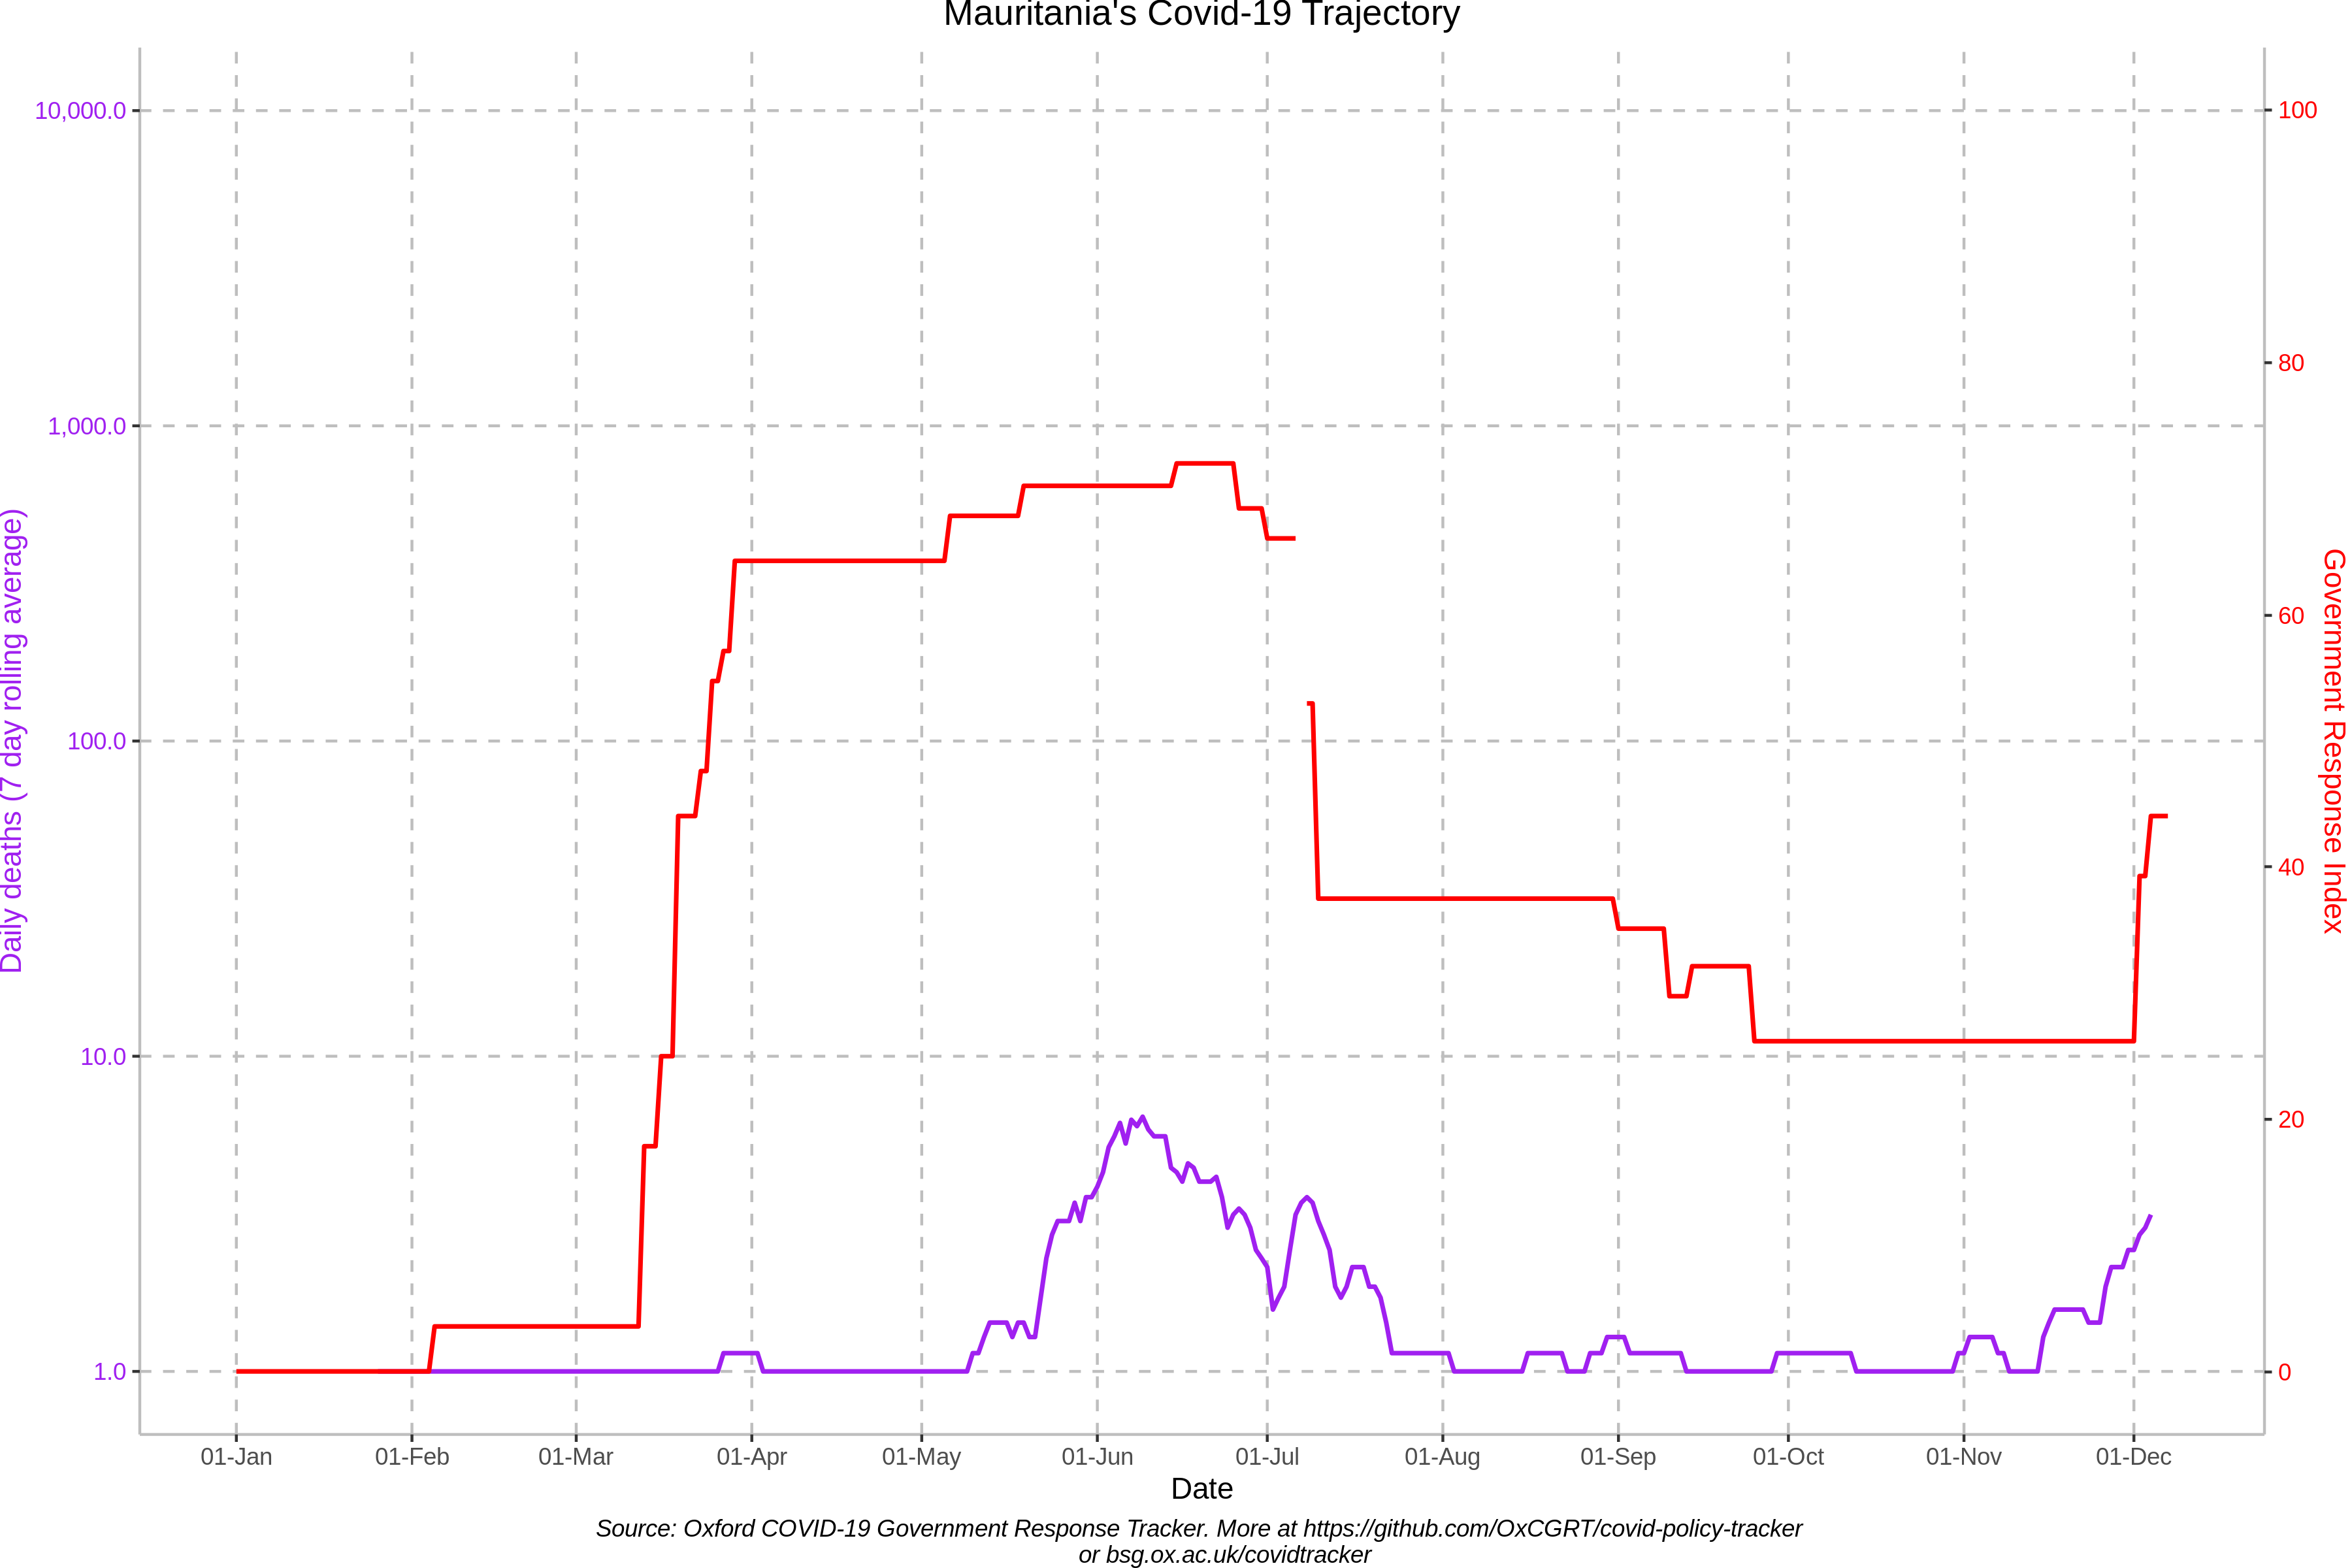 Mauritania's Covid-19 Trajectory
10,000.0
1,000.0
100.0
10.0
1.0
Daily deaths (7 day rolling average)
100
80
60
40
20
0
Government Response Index
01-Jan 01-Feb 01-Mar 01-Apr 01-May 01-Jun 01-Jul 01-Aug 01-Sep 01-Oct 01-Nov 01-Dec
Date
Source: Oxford COVID-19 Government Response Tracker. More at https://github.com/OxCGRT/covid-policy-tracker
or bsg.ox.ac.uk/covidtracker